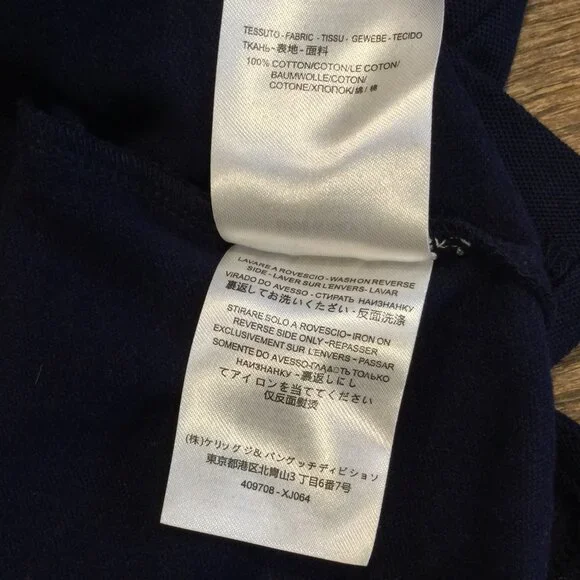 TESSUTO - FABRIC - TISSU - GEWEBE - TECIDO
ТКАНЬ - 表地 - 面料
100% COTTON/COTON/LE COTON/
BAUMWOLLE/COTON/
COTONE/ХЛОПОК/綿/棉
LAVARE A ROVESCIO - WASH ON REVERSE
SIDE - LAVER SUR L'ENVERS - LAVAR
VIRADO DO AVESSO - СТИРАТЬ НАИЗНАНКУ
裏返してお洗いください - 反面洗滌
STIRARE SOLO A ROVESCIO - IRON ON
REVERSE SIDE ONLY - REPASSER
EXCLUSIVEMENT SUR L'ENVERS - PASSAR
SOMENTE DO AVESSO - ГЛАДИТЬ ТОЛЬКО
НАИЗНАНКУ - 裏返しにし
てアイロンを当ててください
仅反面熨烫
(株)ケリッグジ&パンゲッチディビション
東京都港区北青山3丁目6番7号
409708 - XJ064